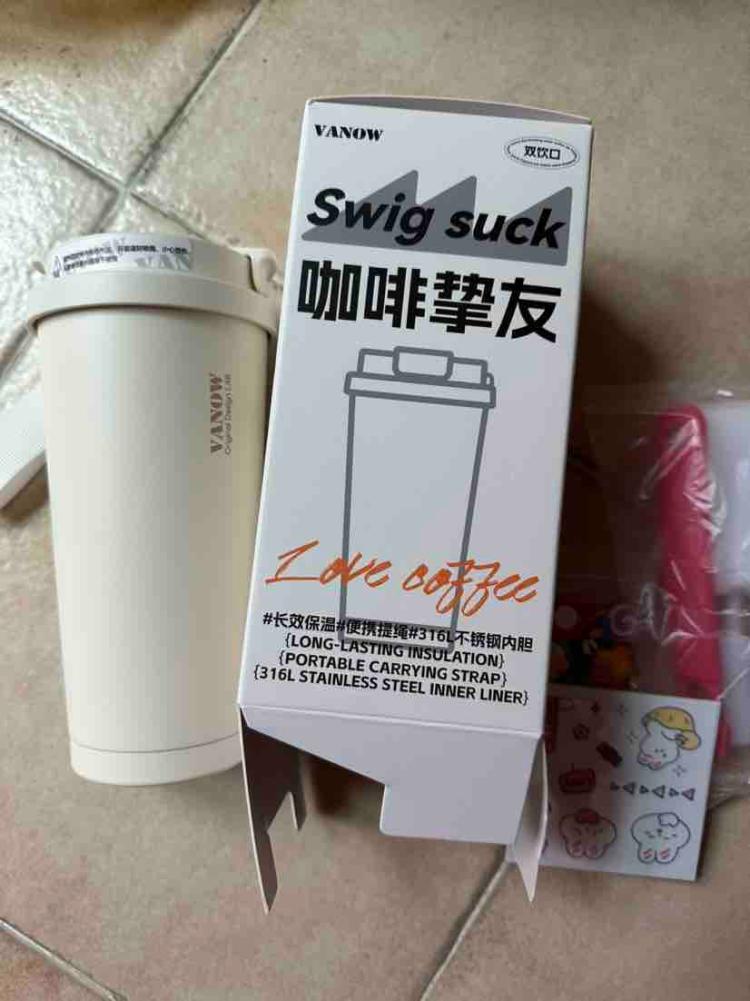 VANOW
双饮口
Swig suck
咖啡挚友
Love coffee
#长效保温#便携提绳#316L不锈钢内胆
{LONG-LASTING INSULATION}
{PORTABLE CARRYING STRAP}
{316L STAINLESS STEEL INNER LINER}
VANOW
Original Design LAB